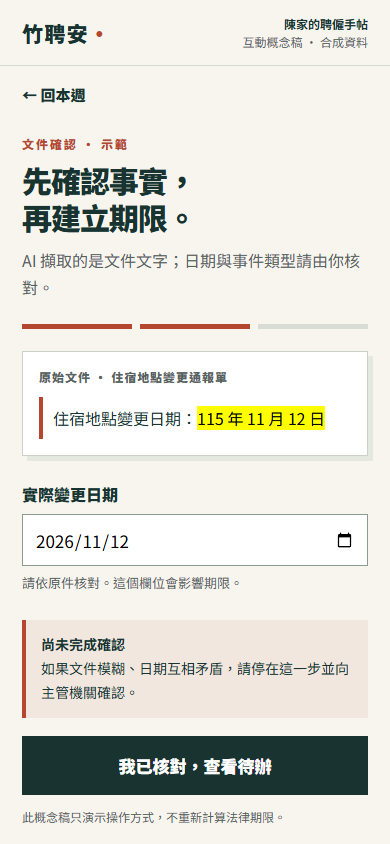 竹聘安
陳家的聘僱手帖
互動概念稿 · 合成資料
← 回本週
文件確認 · 示範
先確認事實，
再建立期限。
AI 擷取的是文件文字；日期與事件類型請由你核
對。
原始文件 · 住宿地點變更通報單
住宿地點變更日期：115 年 11 月 12 日
實際變更日期
2026/11/12
請依原件核對。這個欄位會影響期限。
尚未完成確認
如果文件模糊、日期互相矛盾，請停在這一步並向
主管機關確認。
我已核對，查看待辦
此概念稿只演示操作方式，不重新計算法律期限。